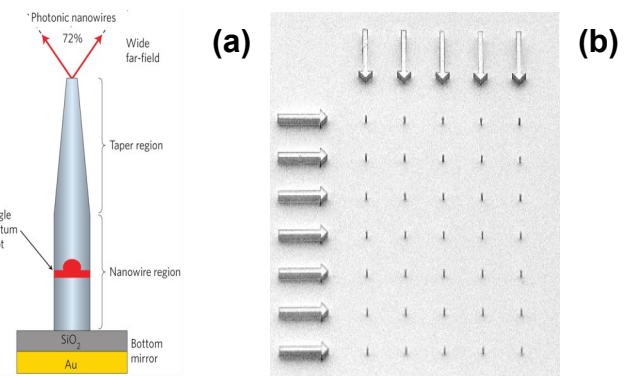 Photonic nanowires
72%
Wide
far-field
(a)
(b)
Taper region
Nanowire region
SiO2
Bottom
mirror
Au